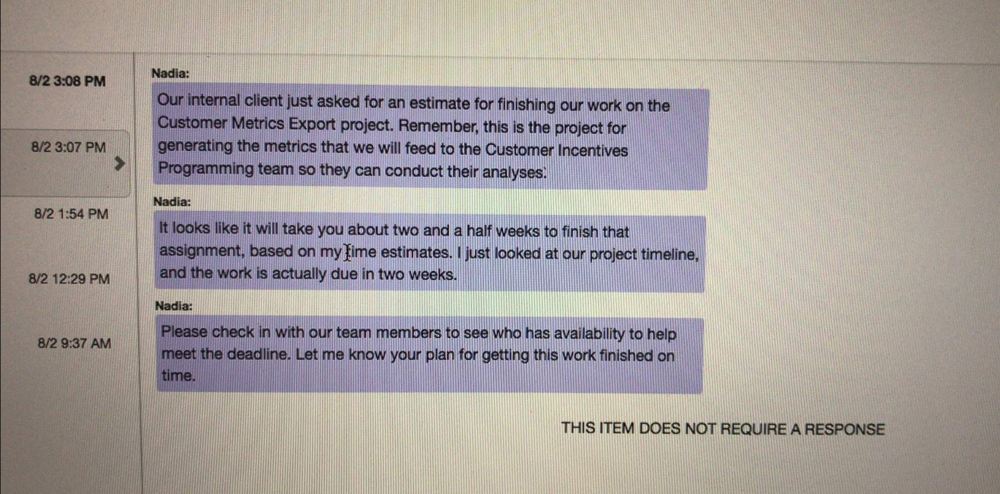 8/2 3:08 PM
8/2 3:07 PM
8/2 1:54 PM
8/2 12:29 PM
8/2 9:37 AM
Nadia:
Our internal client just asked for an estimate for finishing our work on the
Customer Metrics Export project. Remember, this is the project for
generating the metrics that we will feed to the Customer Incentives
Programming team so they can conduct their analyses.
Nadia:
It looks like it will take you about two and a half weeks to finish that
assignment, based on my time estimates. I just looked at our project timeline,
and the work is actually due in two weeks.
Nadia:
Please check in with our team members to see who has availability to help
meet the deadline. Let me know your plan for getting this work finished on
time.
THIS ITEM DOES NOT REQUIRE A RESPONSE